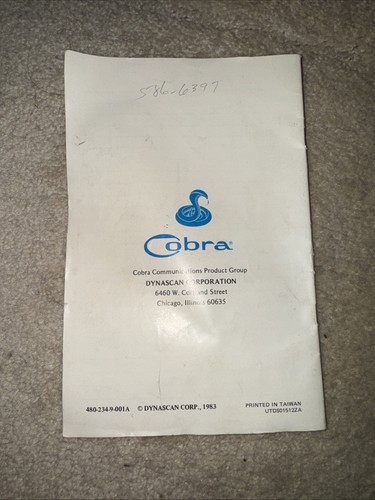 586-6397
Cobra®
Cobra Communications Product Group
DYNASCAN CORPORATION
6460 W. Cortland Street
Chicago, Illinois 60635
480-234-9-001A © DYNASCAN CORP., 1983
PRINTED IN TAIWAN
UTD801512ZA